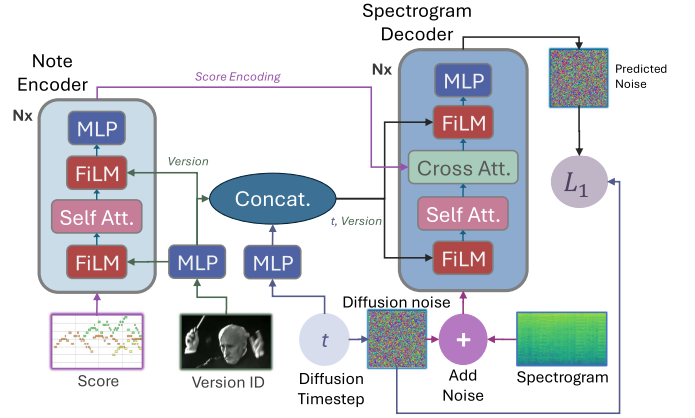 Note
Encoder
Nx
MLP
FiLM
Self Att.
FiLM
Score
Score Encoding
Version
Concat.
MLP
MLP
Version ID
t, Version
Spectrogram
Decoder
Nx
MLP
FiLM
Cross Att.
Self Att.
FiLM
Predicted
Noise
L1
t
Diffusion
Timestep
Diffusion noise
+
Add
Noise
Spectrogram